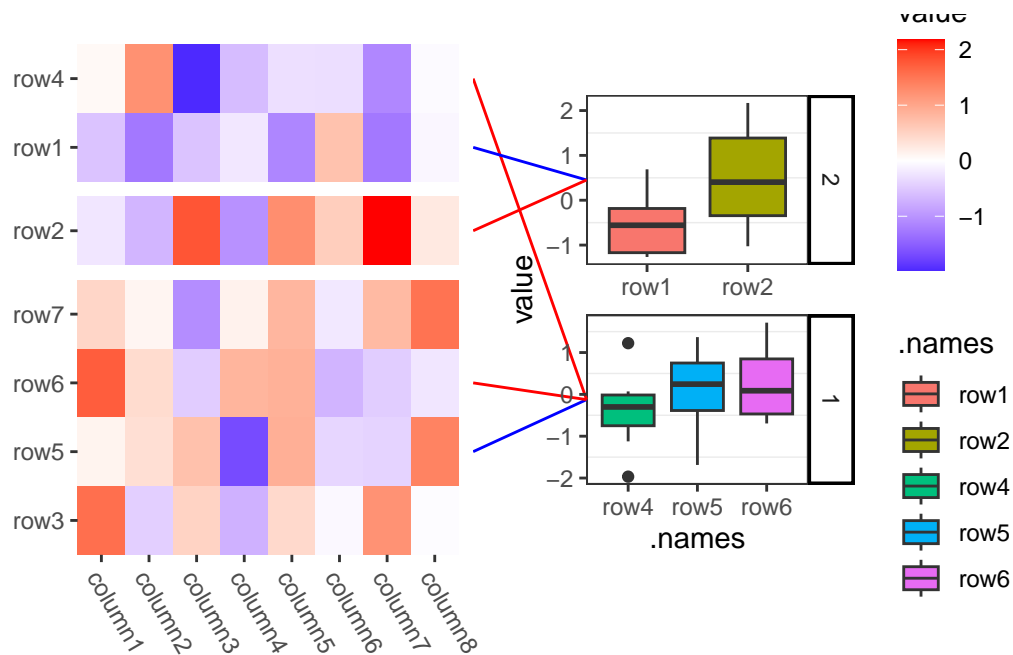 row4
row1
row2
row7
row6
row5
row3
column1
column2
column3
column4
column5
column6
column7
column8
value
2
1
0
−1
row1
row2
2
1
0
−1
−2
row4
row5
row6
.names
1
value
2
1
0
−1
.names
row1
row2
row4
row5
row6